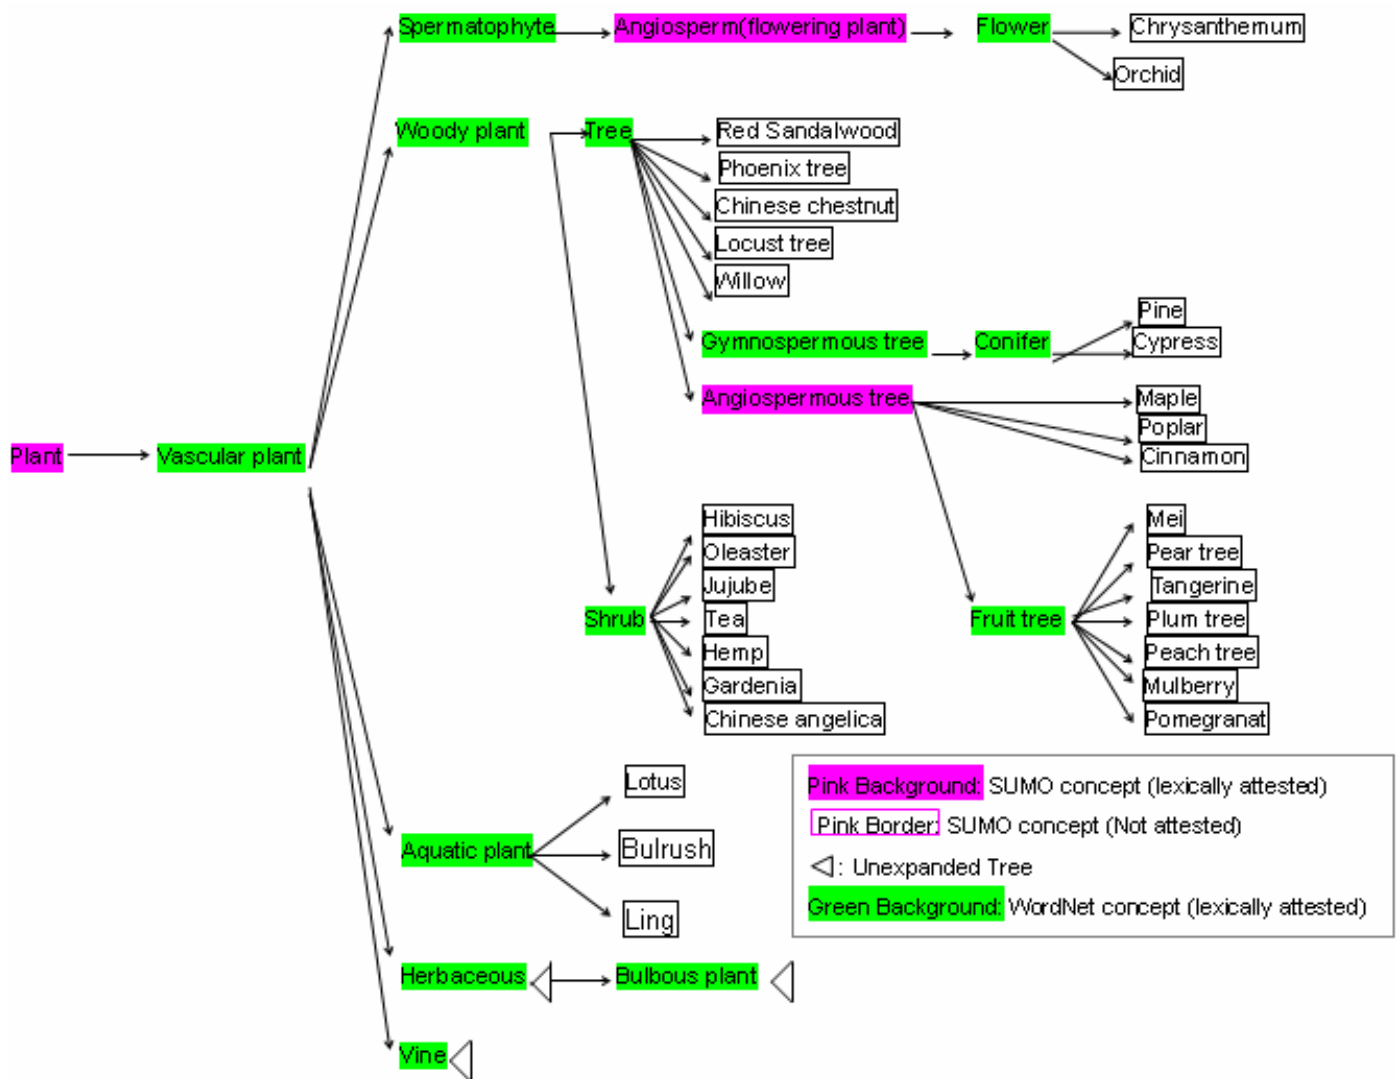 Spermatophyte Angiosperm(flowering plant) Flower Chrysanthemum
Orchid
Woody plant Tree Red Sandalwood
Phoenix tree
Chinese chestnut
Locust tree
Willow
Pine
Gymnospermous tree Conifer Cypress
Angiospermous tree Maple
Poplar
Plant Vascular plant Cinnamon
Hibiscus Mei
Oleaster Pear tree
Jujube Tangerine
Shrub Tea Fruit tree Plum tree
Hemp Peach tree
Gardenia Mulberry
Chinese angelica Pomegranat
Lotus
Bulrush
Aquatic plant
Ling
Herbaceous Bulbous plant
Vine
Pink Background: SUMO concept (lexically attested)
Pink Border: SUMO concept (Not attested)
: Unexpanded Tree
Green Background: WordNet concept (lexically attested)